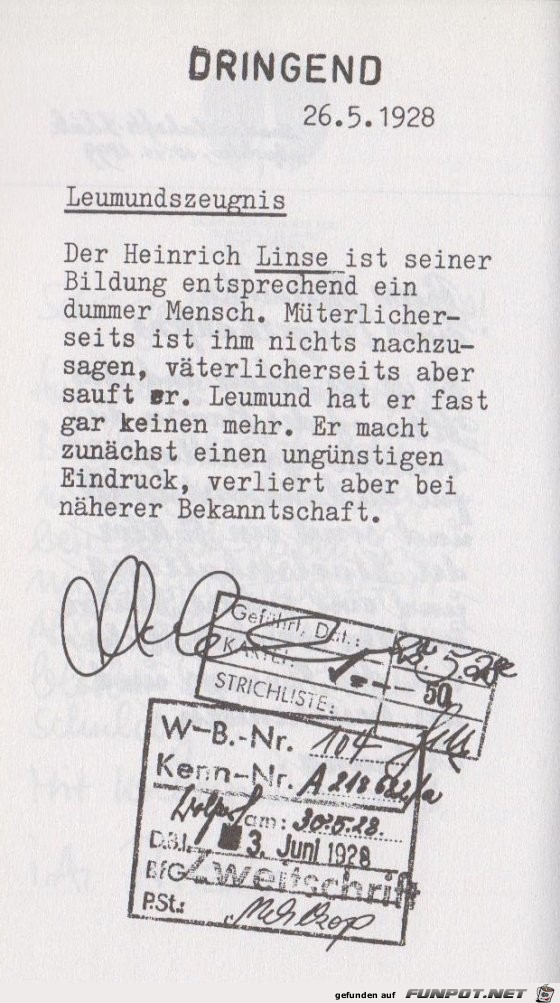 DRINGEND
26.5.1928
Leumundszeugnis
Der Heinrich Linse ist seiner
Bildung entsprechend ein
dummer Mensch. Müterlicher-
seits ist ihm nichts nachzu-
sagen, väterlicherseits aber
sauft er. Leumund hat er fast
gar keinen mehr. Er macht
zunächst einen ungünstigen
Eindruck, verliert aber bei
näherer Bekanntschaft.
Geführt, Dat.:
KARTEI:
STRICHLISTE: 50
W-B.-Nr. 104
Kenn-Nr. A 218
am: 30.5.28.
D.B.I. 3. Juni 1928
BfG Zweitschrift
P.St.:
gefunden auf FUNPOT.NET